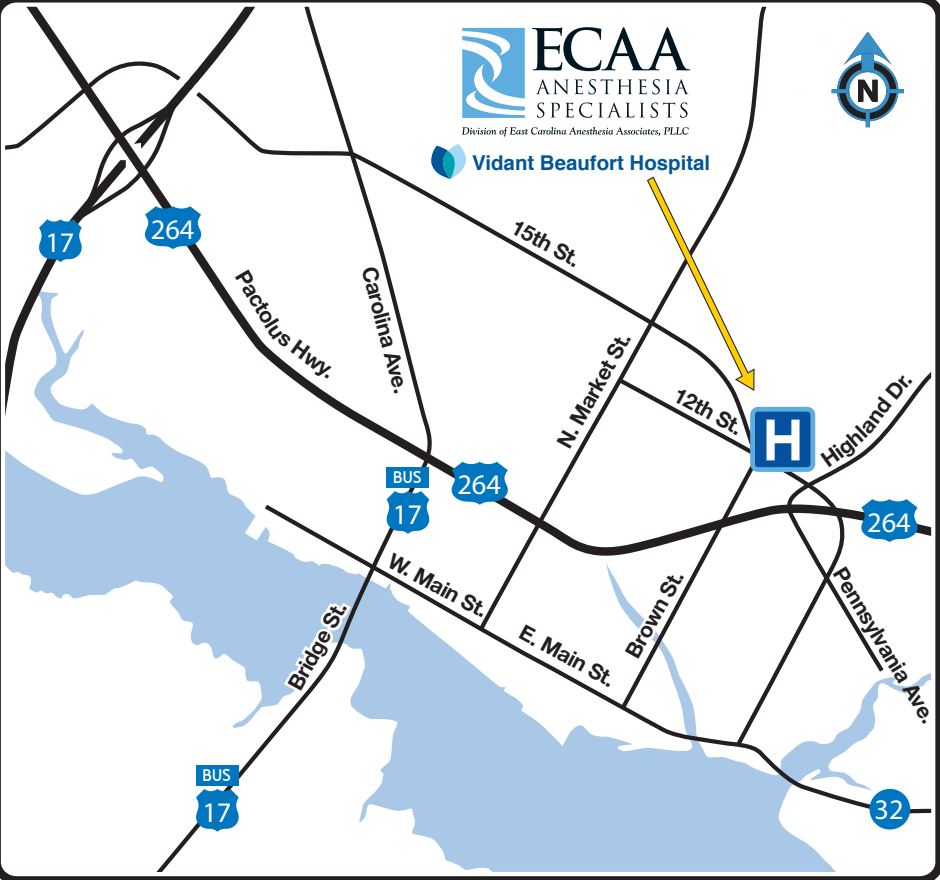 ECAA
ANESTHESIA
SPECIALISTS
Division of East Carolina Anesthesia Associates, PLLC
Vidant Beaufort Hospital
N
17
264
15th St.
Pactolus Hwy.
Carolina Ave.
N. Market St.
12th St.
H
Highland Dr.
BUS
17
264
264
W. Main St.
E. Main St.
Brown St.
Pennsylvania Ave.
Bridge St.
BUS
17
32